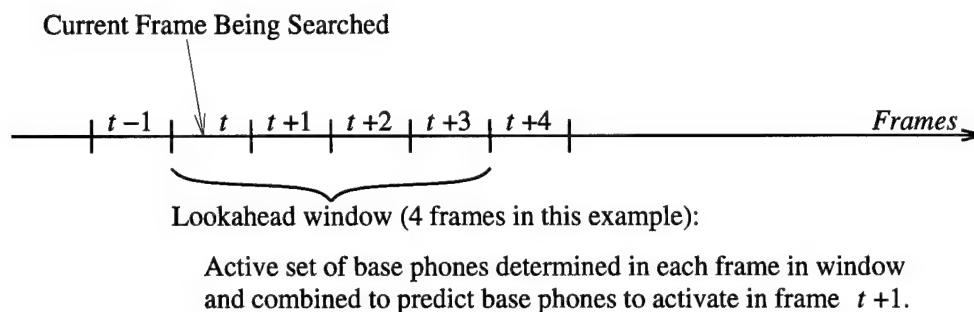 Current Frame Being Searched
t −1 t t +1 t +2 t +3 t +4 Frames
Lookahead window (4 frames in this example):
Active set of base phones determined in each frame in window
and combined to predict base phones to activate in frame t +1.